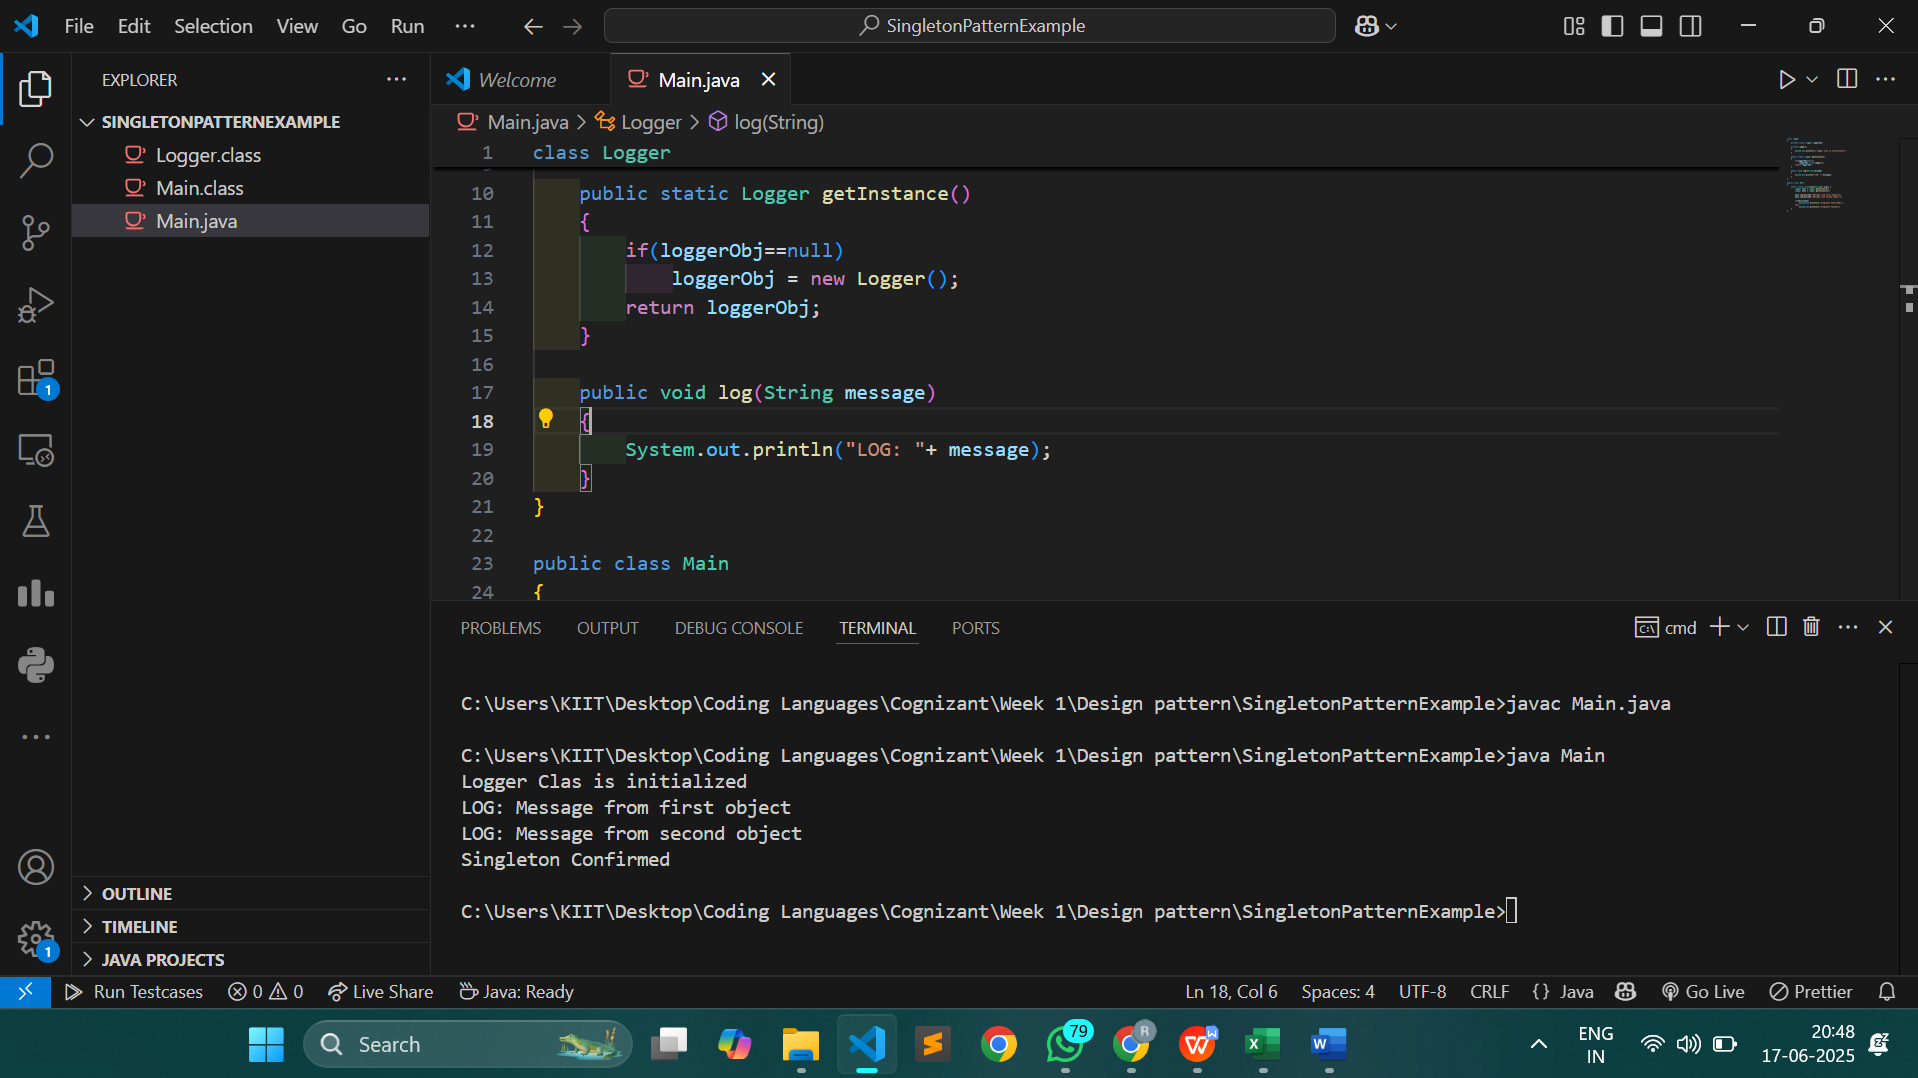 File Edit Selection View Go Run ··· SingletonPatternExample
EXPLORER ···
SINGLETONPATTERNEXAMPLE
Logger.class
Main.class
Main.java
OUTLINE
TIMELINE
JAVA PROJECTS
1
1
Welcome Main.java
Main.java > Logger > log(String)
1 class Logger
10 public static Logger getInstance()
11 {
12 if(loggerObj==null)
13 loggerObj = new Logger();
14 return loggerObj;
15 }
16
17 public void log(String message)
18 {
19 System.out.println("LOG: "+ message);
20 }
21 }
22
23 public class Main
24 {
PROBLEMS OUTPUT DEBUG CONSOLE TERMINAL PORTS cmd
C:\Users\KIIT\Desktop\Coding Languages\Cognizant\Week 1\Design pattern\SingletonPatternExample>javac Main.java
C:\Users\KIIT\Desktop\Coding Languages\Cognizant\Week 1\Design pattern\SingletonPatternExample>java Main
Logger Clas is initialized
LOG: Message from first object
LOG: Message from second object
Singleton Confirmed
C:\Users\KIIT\Desktop\Coding Languages\Cognizant\Week 1\Design pattern\SingletonPatternExample>
Run Testcases 0 0 Live Share Java: Ready Ln 18, Col 6 Spaces: 4 UTF-8 CRLF {} Java Go Live Prettier
Search 79 R W X W ENG 20:48
IN 17-06-2025